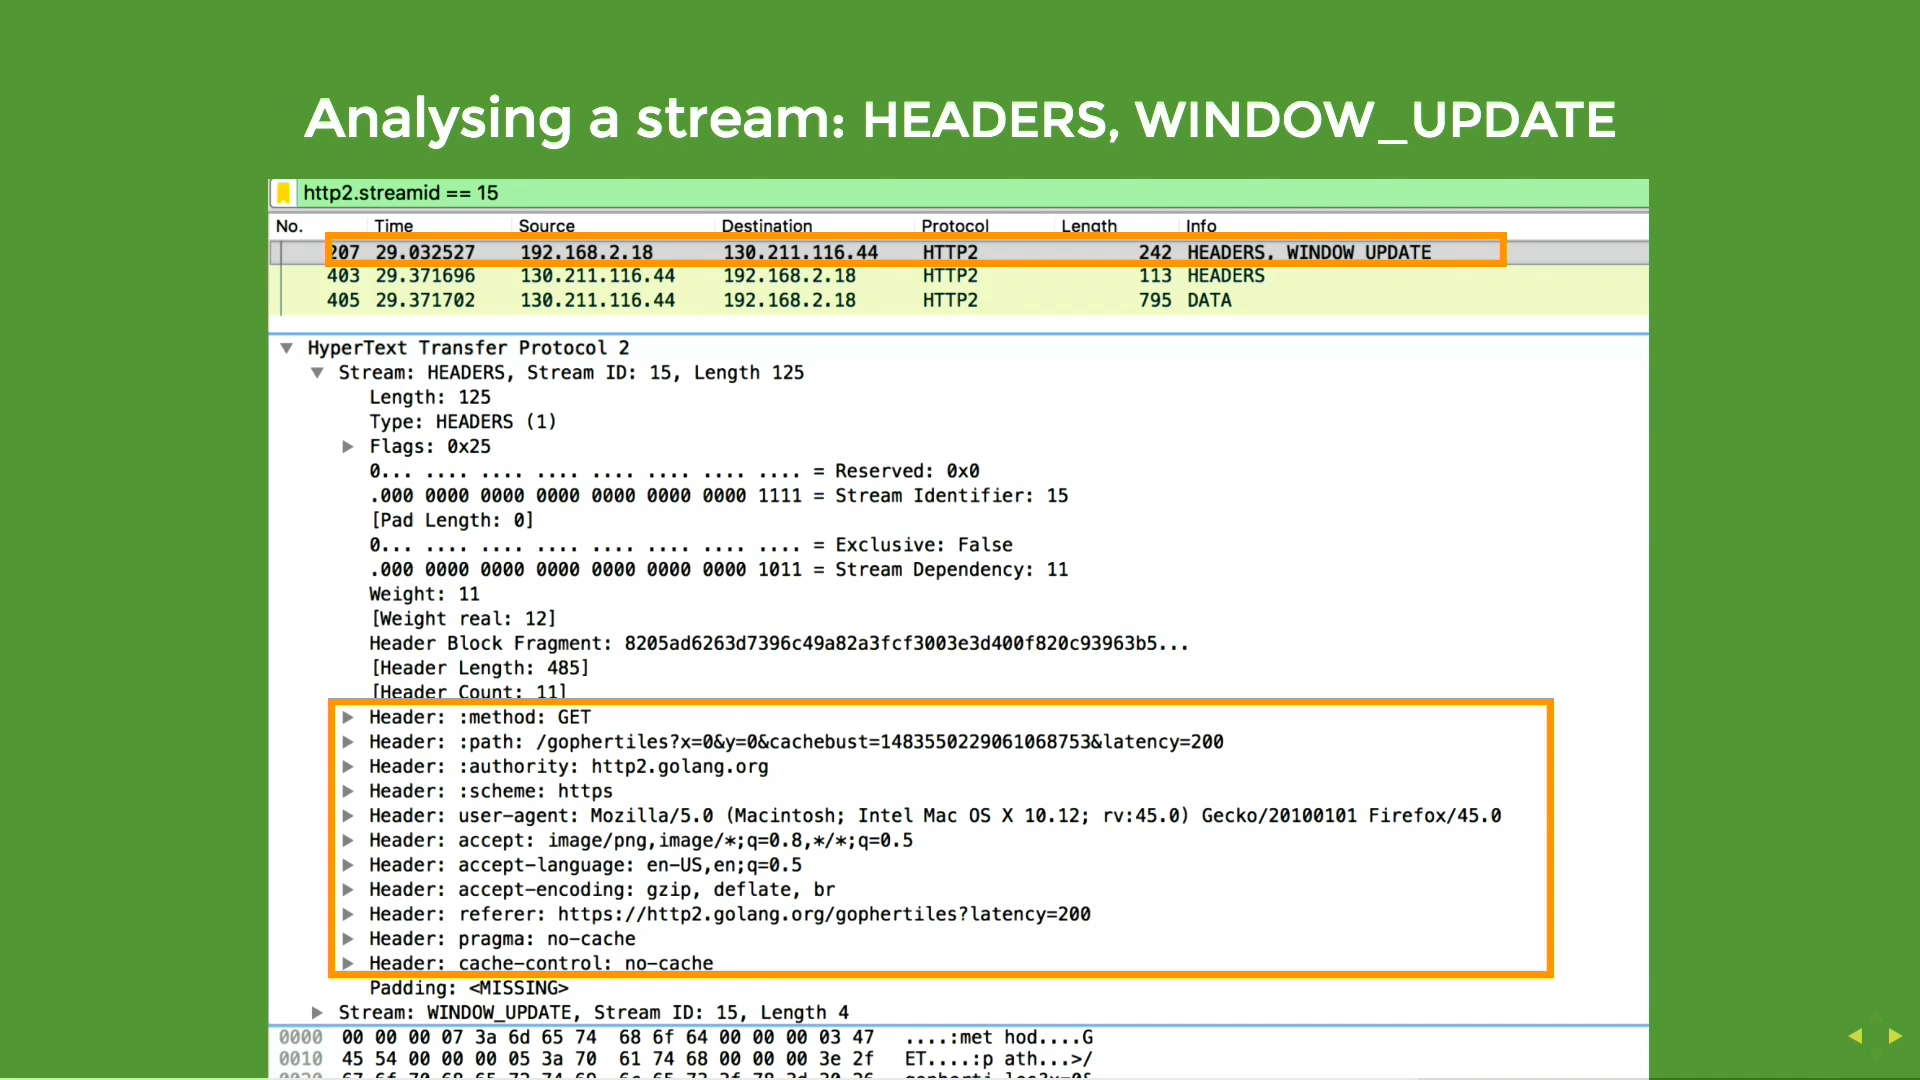 Analysing a stream: HEADERS, WINDOW_UPDATE
http2.streamid == 15
No. Time Source Destination Protocol Length Info
207 29.032527 192.168.2.18 130.211.116.44 HTTP2 242 HEADERS, WINDOW_UPDATE
403 29.371696 130.211.116.44 192.168.2.18 HTTP2 113 HEADERS
405 29.371702 130.211.116.44 192.168.2.18 HTTP2 795 DATA
HyperText Transfer Protocol 2
Stream: HEADERS, Stream ID: 15, Length 125
Length: 125
Type: HEADERS (1)
Flags: 0x25
0... .... .... .... .... .... .... .... = Reserved: 0x0
.000 0000 0000 0000 0000 0000 0000 1111 = Stream Identifier: 15
[Pad Length: 0]
0... .... .... .... .... .... .... .... = Exclusive: False
.000 0000 0000 0000 0000 0000 0000 1011 = Stream Dependency: 11
Weight: 11
[Weight real: 12]
Header Block Fragment: 8205ad6263d7396c49a82a3fcf3003e3d400f820c93963b5...
[Header Length: 485]
[Header Count: 11]
Header: :method: GET
Header: :path: /gophertiles?x=0&y=0&cachebust=1483550229061068753&latency=200
Header: :authority: http2.golang.org
Header: :scheme: https
Header: user-agent: Mozilla/5.0 (Macintosh; Intel Mac OS X 10.12; rv:45.0) Gecko/20100101 Firefox/45.0
Header: accept: image/png,image/*;q=0.8,*/*;q=0.5
Header: accept-language: en-US,en;q=0.5
Header: accept-encoding: gzip, deflate, br
Header: referer: https://http2.golang.org/gophertiles?latency=200
Header: pragma: no-cache
Header: cache-control: no-cache
Padding: <MISSING>
Stream: WINDOW_UPDATE, Stream ID: 15, Length 4
0000 00 00 00 07 3a 6d 65 74 68 6f 64 00 00 00 03 47 ....:met hod....G
0010 45 54 00 00 00 05 3a 70 61 74 68 00 00 00 3e 2f ET....:p ath...>/